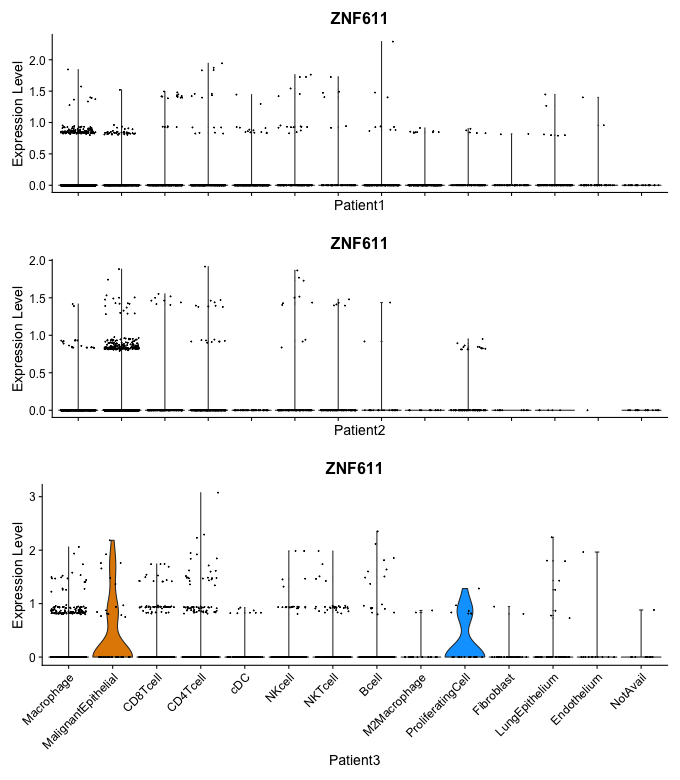 ZNF611
Expression Level
2.0
1.5
1.0
0.5
0.0
Patient1
ZNF611
Expression Level
2.0
1.5
1.0
0.5
0.0
Patient2
ZNF611
Expression Level
3
2
1
0
Macrophage
MalignantEpithelial
CD8Tcell
CD4Tcell
cDC
NKcell
NKTcell
Bcell
M2Macrophage
ProliferatingCell
Fibroblast
LungEpithelium
Endothelium
NotAvail
Patient3